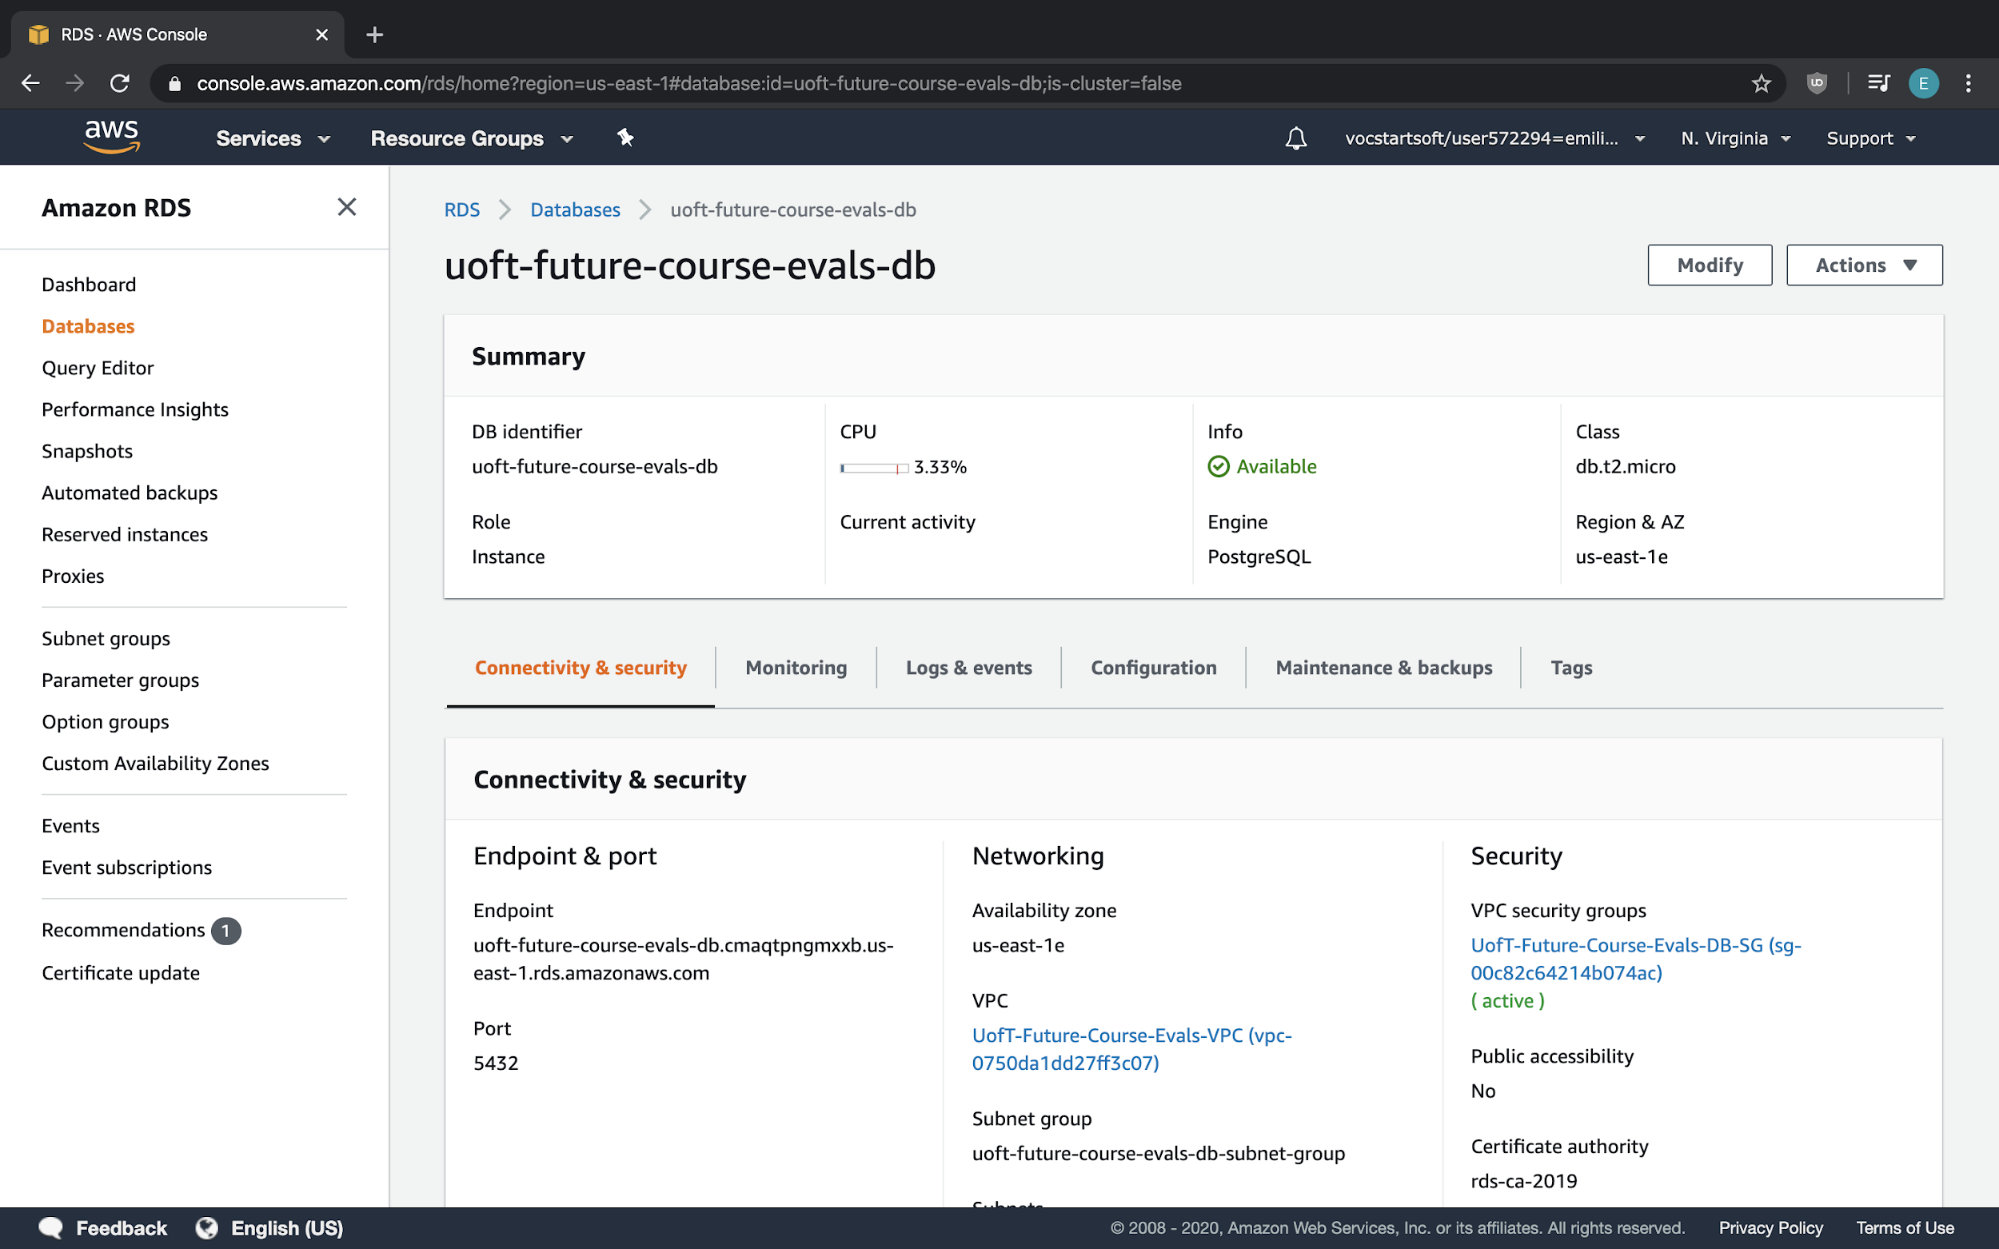 RDS · AWS Console
console.aws.amazon.com/rds/home?region=us-east-1#database:id=uoft-future-course-evals-db;is-cluster=false
E
aws
Services
Resource Groups
vocstartsoft/user572294=emili...
N. Virginia
Support
Amazon RDS
Dashboard
Databases
Query Editor
Performance Insights
Snapshots
Automated backups
Reserved instances
Proxies
Subnet groups
Parameter groups
Option groups
Custom Availability Zones
Events
Event subscriptions
Recommendations 1
Certificate update
RDS > Databases > uoft-future-course-evals-db
uoft-future-course-evals-db
Modify
Actions
Summary
DB identifier
uoft-future-course-evals-db
CPU
3.33%
Info
Available
Class
db.t2.micro
Role
Instance
Current activity
Engine
PostgreSQL
Region & AZ
us-east-1e
Connectivity & security
Monitoring
Logs & events
Configuration
Maintenance & backups
Tags
Connectivity & security
Endpoint & port
Endpoint
uoft-future-course-evals-db.cmaqtpngmxxb.us-
east-1.rds.amazonaws.com
Port
5432
Networking
Availability zone
us-east-1e
VPC
UofT-Future-Course-Evals-VPC (vpc-
0750da1dd27ff3c07)
Subnet group
uoft-future-course-evals-db-subnet-group
Subnets
Security
VPC security groups
UofT-Future-Course-Evals-DB-SG (sg-
00c82c64214b074ac)
( active )
Public accessibility
No
Certificate authority
rds-ca-2019
Feedback
English (US)
© 2008 - 2020, Amazon Web Services, Inc. or its affiliates. All rights reserved.
Privacy Policy
Terms of Use